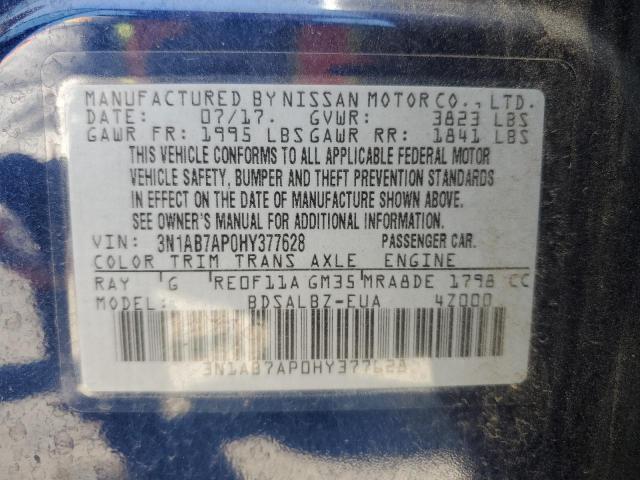 MANUFACTURED BY NISSAN MOTOR CO., LTD.
DATE: 07/17. GVWR: 3823 LBS
GAWR FR: 1995 LBS GAWR RR: 1841 LBS
THIS VEHICLE CONFORMS TO ALL APPLICABLE FEDERAL MOTOR
VEHICLE SAFETY, BUMPER AND THEFT PREVENTION STANDARDS
IN EFFECT ON THE DATE OF MANUFACTURE SHOWN ABOVE.
SEE OWNER'S MANUAL FOR ADDITIONAL INFORMATION.
VIN: 3N1AB7AP0HY377628 PASSENGER CAR.
COLOR TRIM TRANS AXLE ENGINE
RAY G RE0F11A GM35 MRA8DE 1798 CC
MODEL: BDSALBZ-EUA 4Z000
3N1AB7AP0HY377628